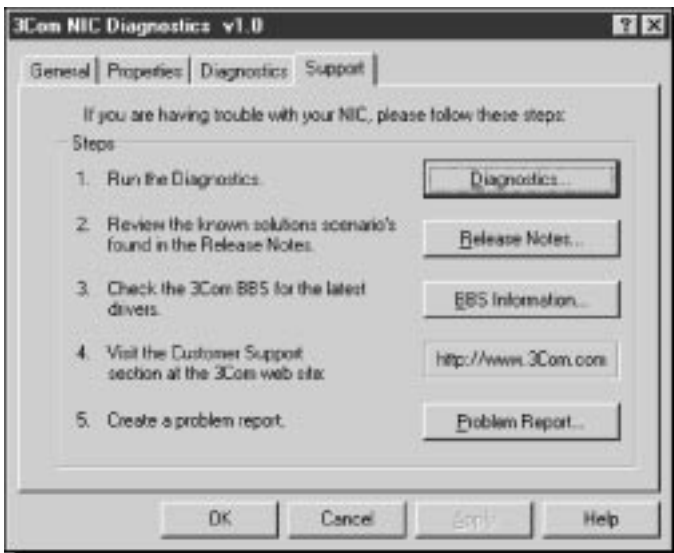 3Com NIC Diagnostics v1.0
General Properties Diagnostics Support
If you are having trouble with your NIC, please follow these steps:
Steps
1. Run the Diagnostics.
Diagnostics...
2. Review the known solutions scenario's
found in the Release Notes.
Release Notes...
3. Check the 3Com BBS for the latest
drivers.
BBS Information...
4. Visit the Customer Support
section at the 3Com web site:
http://www.3Com.com
5. Create a problem report.
Problem Report...
OK Cancel Apply Help